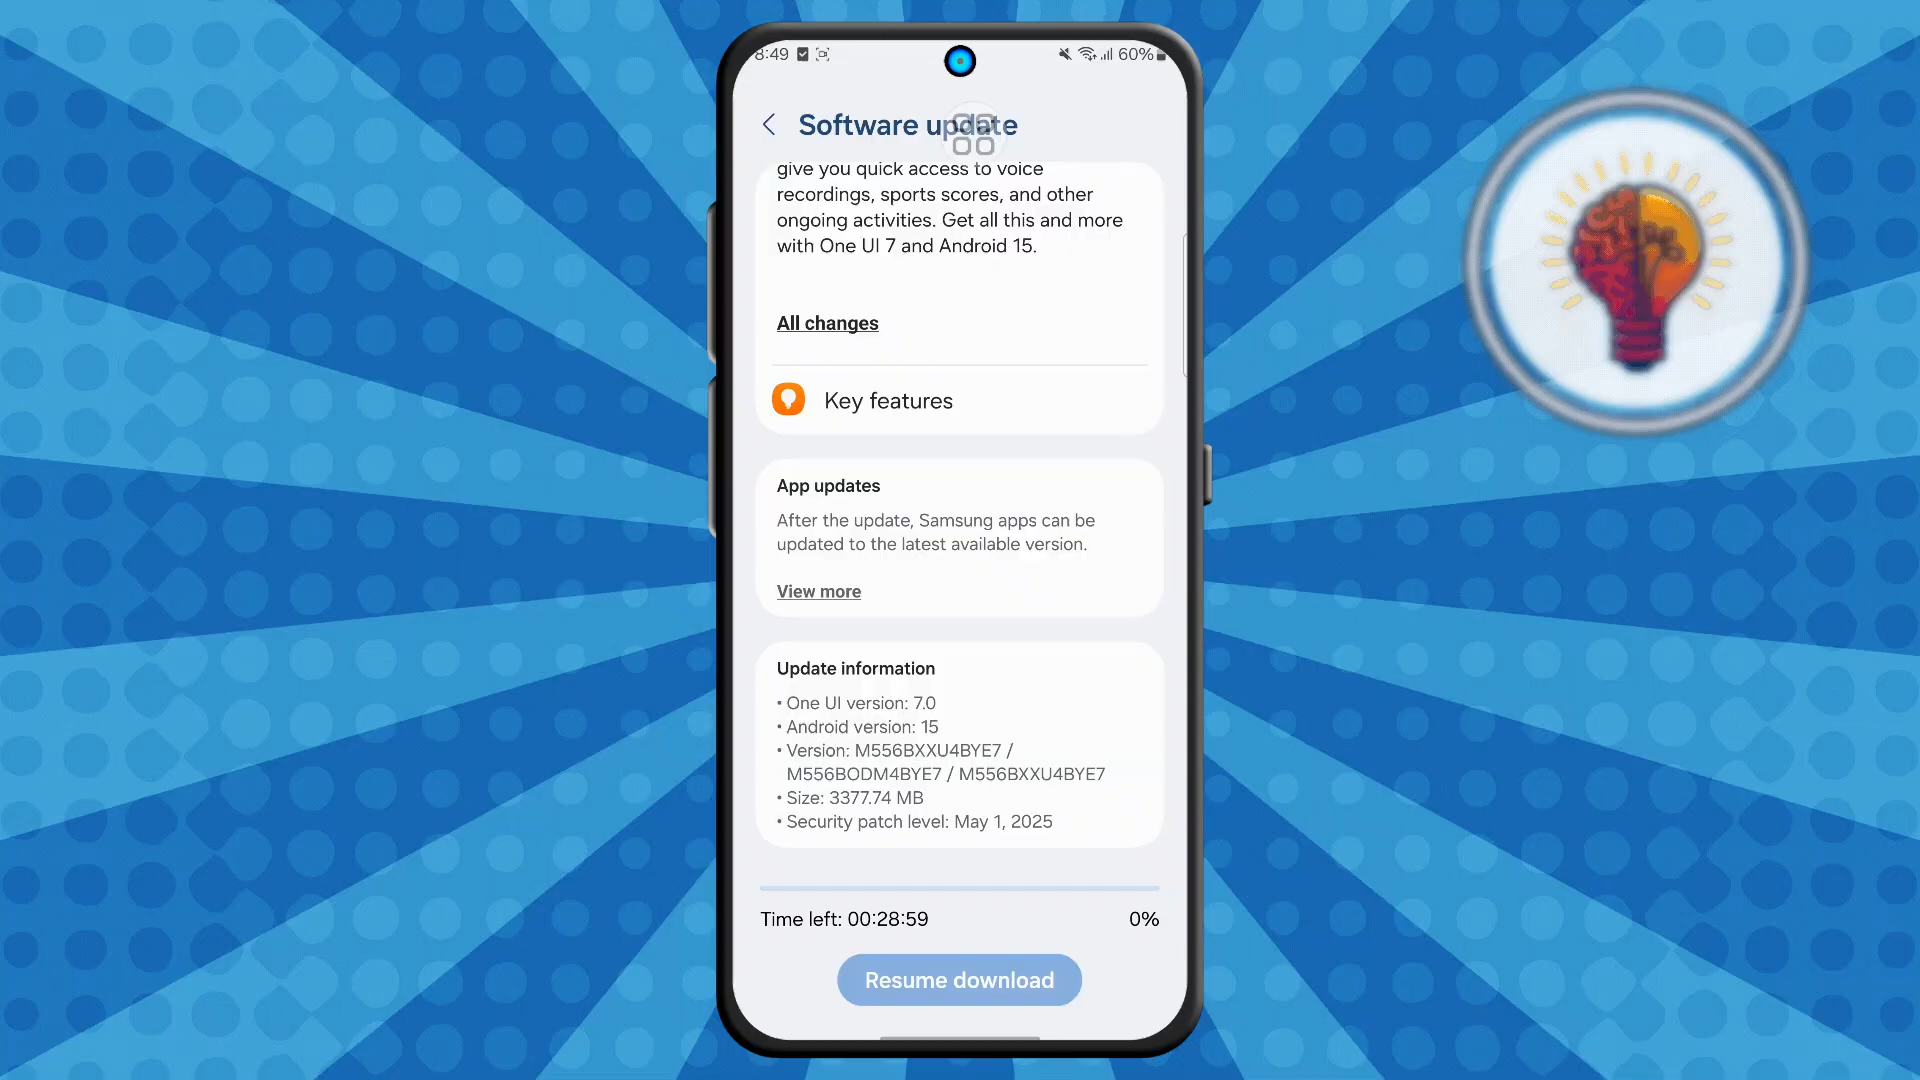 8:49
60%
Software update
give you quick access to voice
recordings, sports scores, and other
ongoing activities. Get all this and more
with One UI 7 and Android 15.
All changes
Key features
App updates
After the update, Samsung apps can be
updated to the latest available version.
View more
Update information
• One UI version: 7.0
• Android version: 15
• Version: M556BXXU4BYE7 /
M556BODM4BYE7 / M556BXXU4BYE7
• Size: 3377.74 MB
• Security patch level: May 1, 2025
Time left: 00:28:59
0%
Resume download